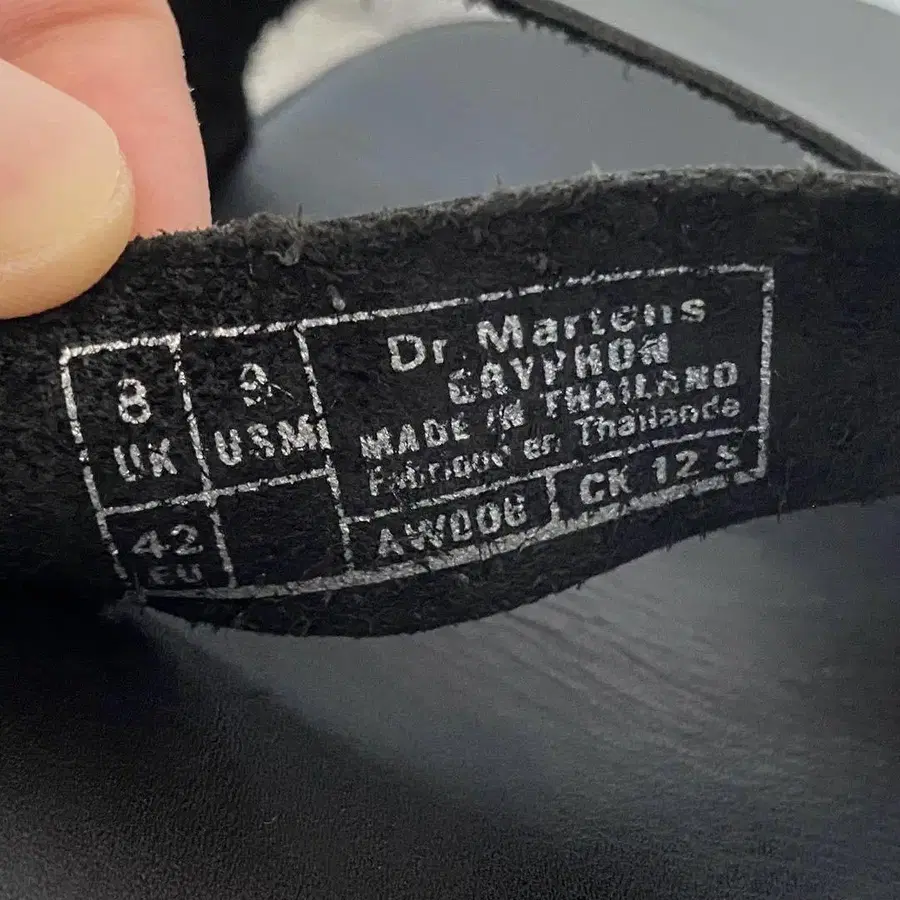 8
UK
9
USM
42
EU
Dr. Martens
GRYPHON
MADE IN THAILAND
Fabriqué en Thaïlande
AW006
CK 12 S